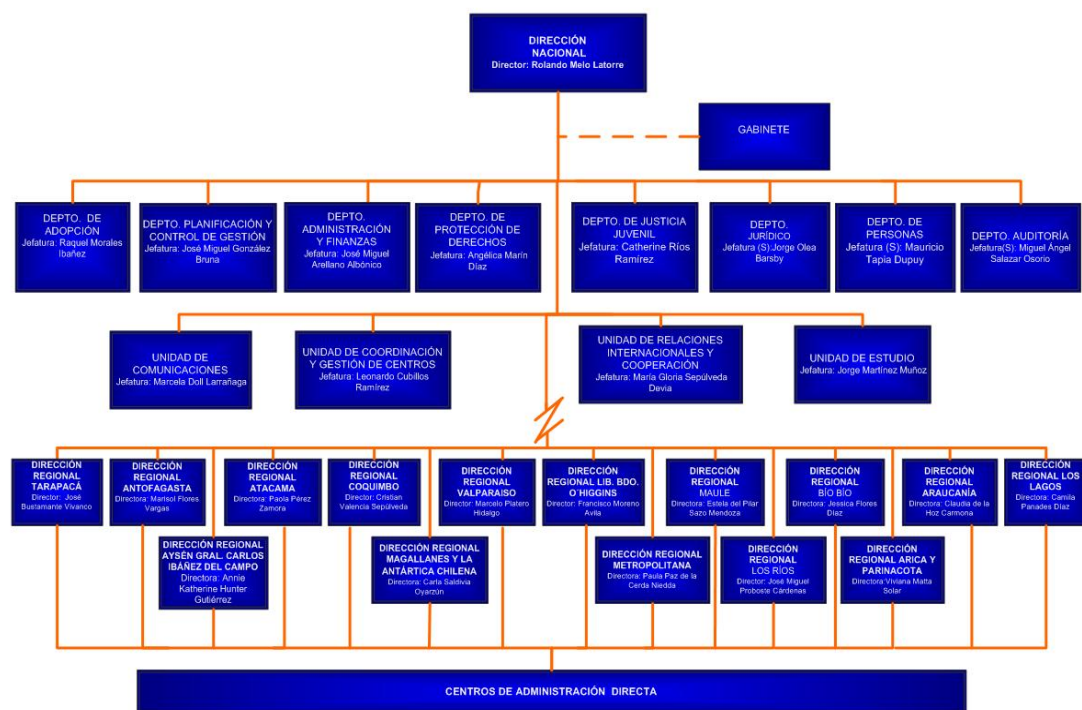 DIRECCIÓN
NACIONAL
Director: Rolando Melo Latorre
GABINETE
DEPTO. DE
ADOPCIÓN
Jefatura: Raquel Morales
Ibañez
DEPTO. PLANIFICACIÓN Y
CONTROL DE GESTIÓN
Jefatura: José Miguel González
Bruna
DEPTO.
ADMINISTRACIÓN
Y FINANZAS
Jefatura: José Miguel
Arellano Albónico
DEPTO. DE
PROTECCIÓN DE
DERECHOS
Jefatura: Angélica Marín
Díaz
DEPTO. DE JUSTICIA
JUVENIL
Jefatura: Catherine Ríos
Ramírez
DEPTO.
JURÍDICO
Jefatura (S):Jorge Olea
Barsby
DEPTO. DE
PERSONAS
Jefatura (S): Mauricio
Tapia Dupuy
DEPTO. AUDITORÍA
Jefatura(S): Miguel Ángel
Salazar Osorio
UNIDAD DE
COMUNICACIONES
Jefatura: Marcela Doll Larrañaga
UNIDAD DE COORDINACIÓN
Y GESTIÓN DE CENTROS
Jefatura: Leonardo Cubillos
Ramírez
UNIDAD DE RELACIONES
INTERNACIONALES Y
COOPERACIÓN
Jefatura: María Gloria Sepúlveda
Devia
UNIDAD DE ESTUDIO
Jefatura: Jorge Martínez Muñoz
DIRECCIÓN
REGIONAL
TARAPACÁ
Director: José
Bustamante Vivanco
DIRECCIÓN
REGIONAL
ANTOFAGASTA
Directora: Marisol Flores
Vargas
DIRECCIÓN
REGIONAL
ATACAMA
Directora: Paola Pérez
Zamora
DIRECCIÓN
REGIONAL
COQUIMBO
Director: Cristian
Valencia Sepúlveda
DIRECCIÓN
REGIONAL
VALPARAISO
Director: Marcelo Platero
Hidalgo
DIRECCIÓN
REGIONAL LIB. BDO.
O´HIGGINS
Director: Francisco Moreno
Avila
DIRECCIÓN
REGIONAL
MAULE
Directora: Estela del Pilar
Sazo Mendoza
DIRECCIÓN
REGIONAL
BÍO BÍO
Directora: Jessica Flores
Díaz
DIRECCIÓN
REGIONAL
ARAUCANÍA
Directora: Claudia de la
Hoz Carmona
DIRECCIÓN
REGIONAL LOS
LAGOS
Directora: Camila
Panades Díaz
DIRECCIÓN REGIONAL
AYSÉN GRAL. CARLOS
IBÁÑEZ DEL CAMPO
Directora: Annie
Katherine Hunter
Gutiérrez
DIRECCIÓN REGIONAL
MAGALLANES Y LA
ANTÁRTICA CHILENA
Directora: Carla Saldivia
Oyarzún
DIRECCIÓN REGIONAL
METROPOLITANA
Directora: Paula Paz de la
Cerda Niedda
DIRECCIÓN
REGIONAL
LOS RÍOS
Director: José Miguel
Proboste Cárdenas
DIRECCIÓN
REGIONAL ARICA Y
PARINACOTA
Directora:Viviana Matta
Solar
CENTROS DE ADMINISTRACIÓN DIRECTA